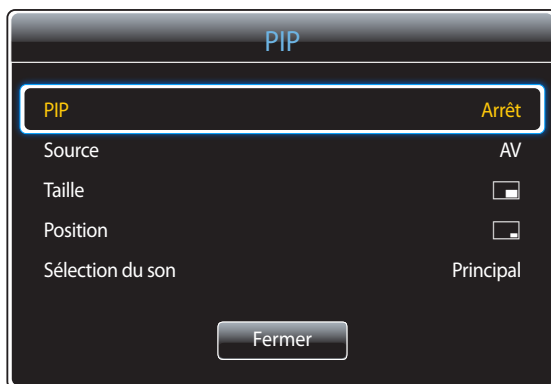 PIP
PIP Arrêt
Source AV
Taille
Position
Sélection du son Principal
Fermer